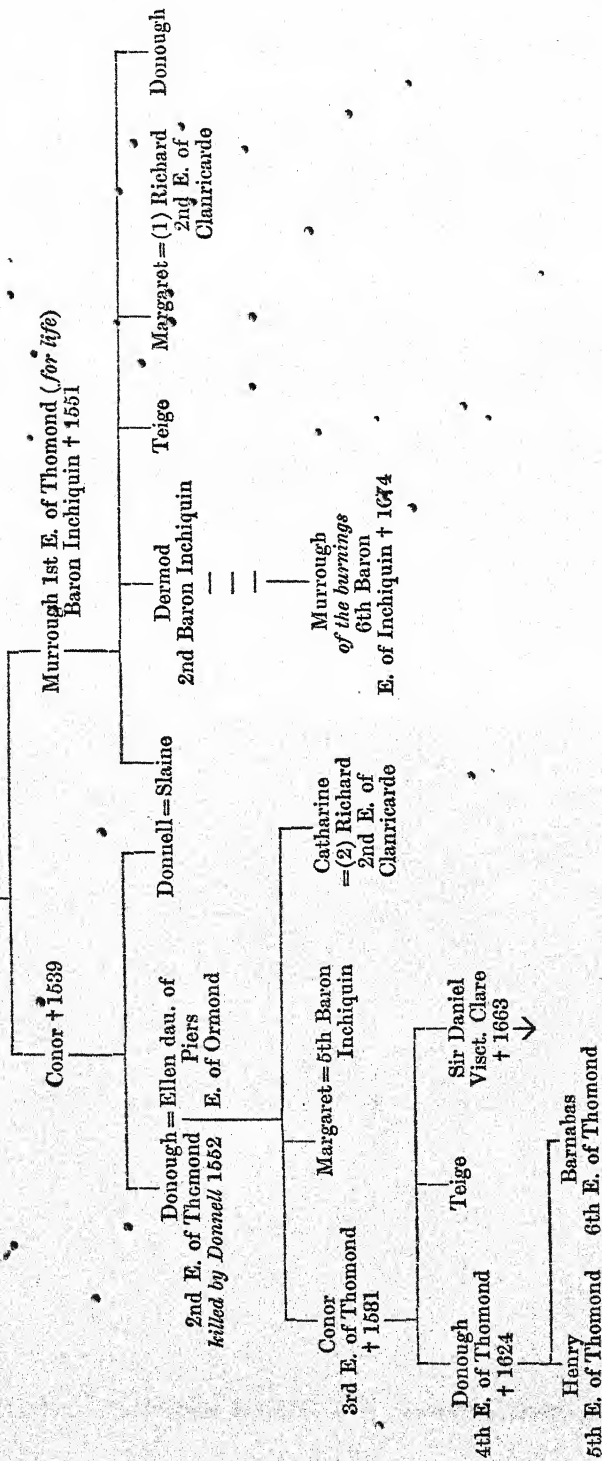 Conor † 1539
Murrough 1st E. of Thomond (for life)
Baron Inchiquin † 1551
Donough = Ellen dau. of
Piers
E. of Ormond
2nd E. of Thomond
killed by Donnell 1552
Donnell = Slaine
Dermod
2nd Baron Inchiquin
Teige
Margaret = (1) Richard
2nd E. of
Clanricarde
Donough
Conor
3rd E. of Thomond
† 1581
Margaret = 5th Baron
Inchiquin
Catharine
= (2) Richard
2nd E. of
Clanricarde
Murrough
of the burnings
6th Baron
E. of Inchiquin † 1674
Donough
4th E. of Thomond
† 1624
Teige
Sir Daniel
Visct. Clare
† 1663
Henry
5th E. of Thomond
Barnabas
6th E. of Thomond